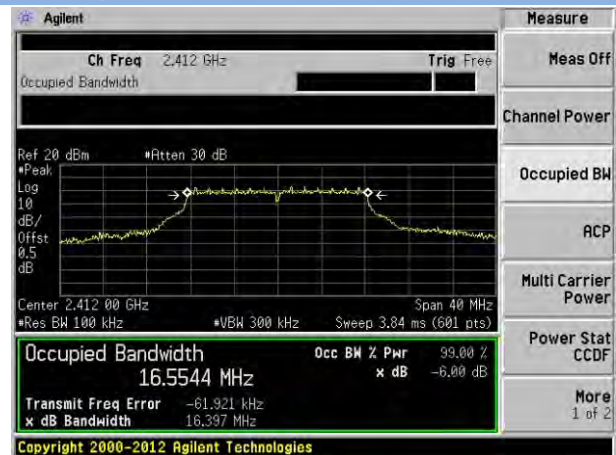 Agilent
Measure
Ch Freq 2.412 GHz Trig Free
Occupied Bandwidth
Meas Off
Channel Power
Occupied BW
ACP
Multi Carrier
Power
Power Stat
CCDF
More
1 of 2
Ref 20 dBm #Atten 30 dB
#Peak
Log
10
dB/
Offst
0.5
dB
Center 2.412 00 GHz Span 40 MHz
#Res BW 100 kHz #VBW 300 kHz Sweep 3.84 ms (601 pts)
Occupied Bandwidth Occ BW % Pwr 99.00 %
16.5544 MHz x dB -6.00 dB
Transmit Freq Error -61.921 kHz
x dB Bandwidth 16.397 MHz
Copyright 2000-2012 Agilent Technologies